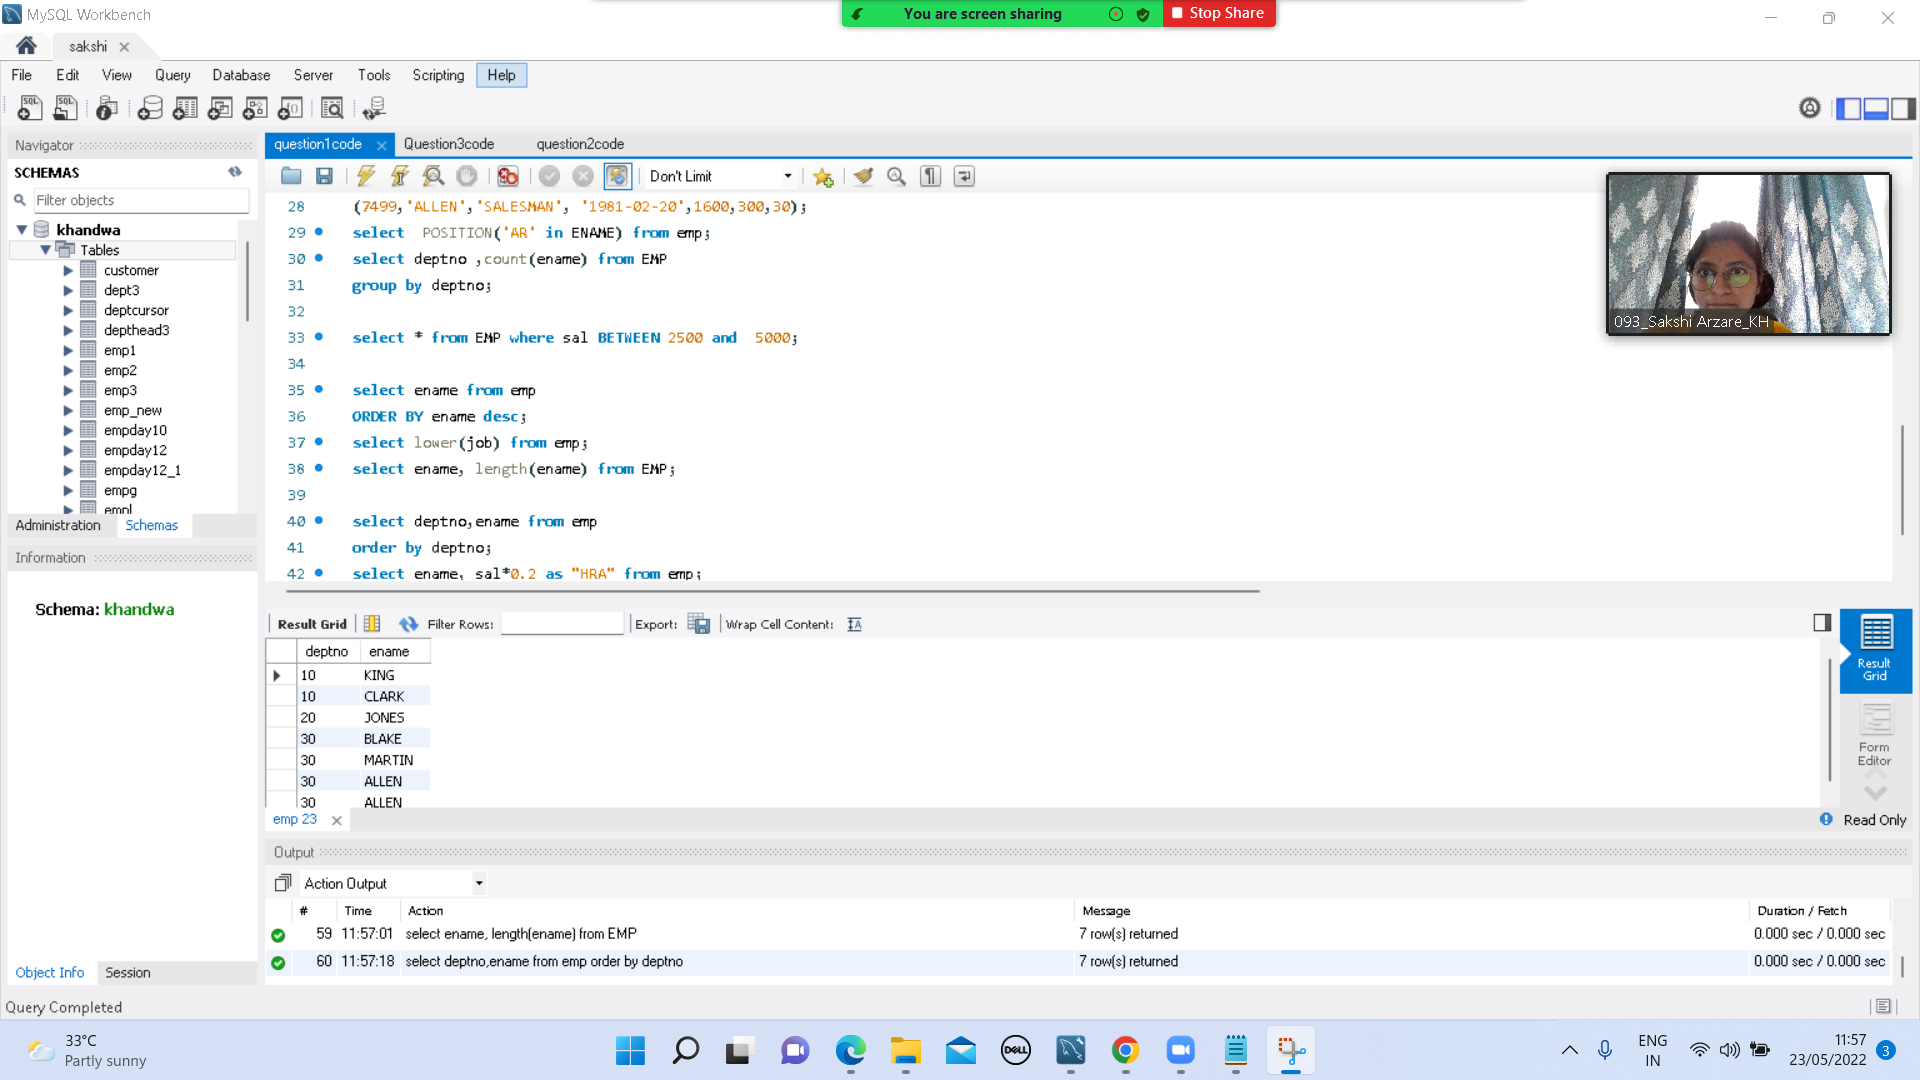 MySQL Workbench
You are screen sharing
Stop Share
sakshi
File Edit View Query Database Server Tools Scripting Help
Navigator
SCHEMAS
Filter objects
khandwa
Tables
customer
dept3
deptcursor
depthead3
emp1
emp2
emp3
emp_new
empday10
empday12
empday12_1
empg
empl
Administration Schemas
Information
Schema: khandwa
Object Info Session
Query Completed
question1code Question3code question2code
Don't Limit
28 (7499,'ALLEN','SALESMAN', '1981-02-20',1600,300,30);
29 select POSITION('AR' in ENAME) from emp;
30 select deptno ,count(ename) from EMP
31 group by deptno;
32
33 select * from EMP where sal BETWEEN 2500 and 5000;
34
35 select ename from emp
36 ORDER BY ename desc;
37 select lower(job) from emp;
38 select ename, length(ename) from EMP;
39
40 select deptno,ename from emp
41 order by deptno;
42 select ename, sal*0.2 as "HRA" from emp;
093_Sakshi Arzare_KH
Result Grid Filter Rows: Export: Wrap Cell Content:
deptno ename
10 KING
10 CLARK
20 JONES
30 BLAKE
30 MARTIN
30 ALLEN
30 ALLEN
Result Grid
Form Editor
emp 23
Read Only
Output
Action Output
# Time Action Message Duration / Fetch
59 11:57:01 select ename, length(ename) from EMP 7 row(s) returned 0.000 sec / 0.000 sec
60 11:57:18 select deptno,ename from emp order by deptno 7 row(s) returned 0.000 sec / 0.000 sec
33°C
Partly sunny
DELL
ENG
IN
11:57
23/05/2022
3